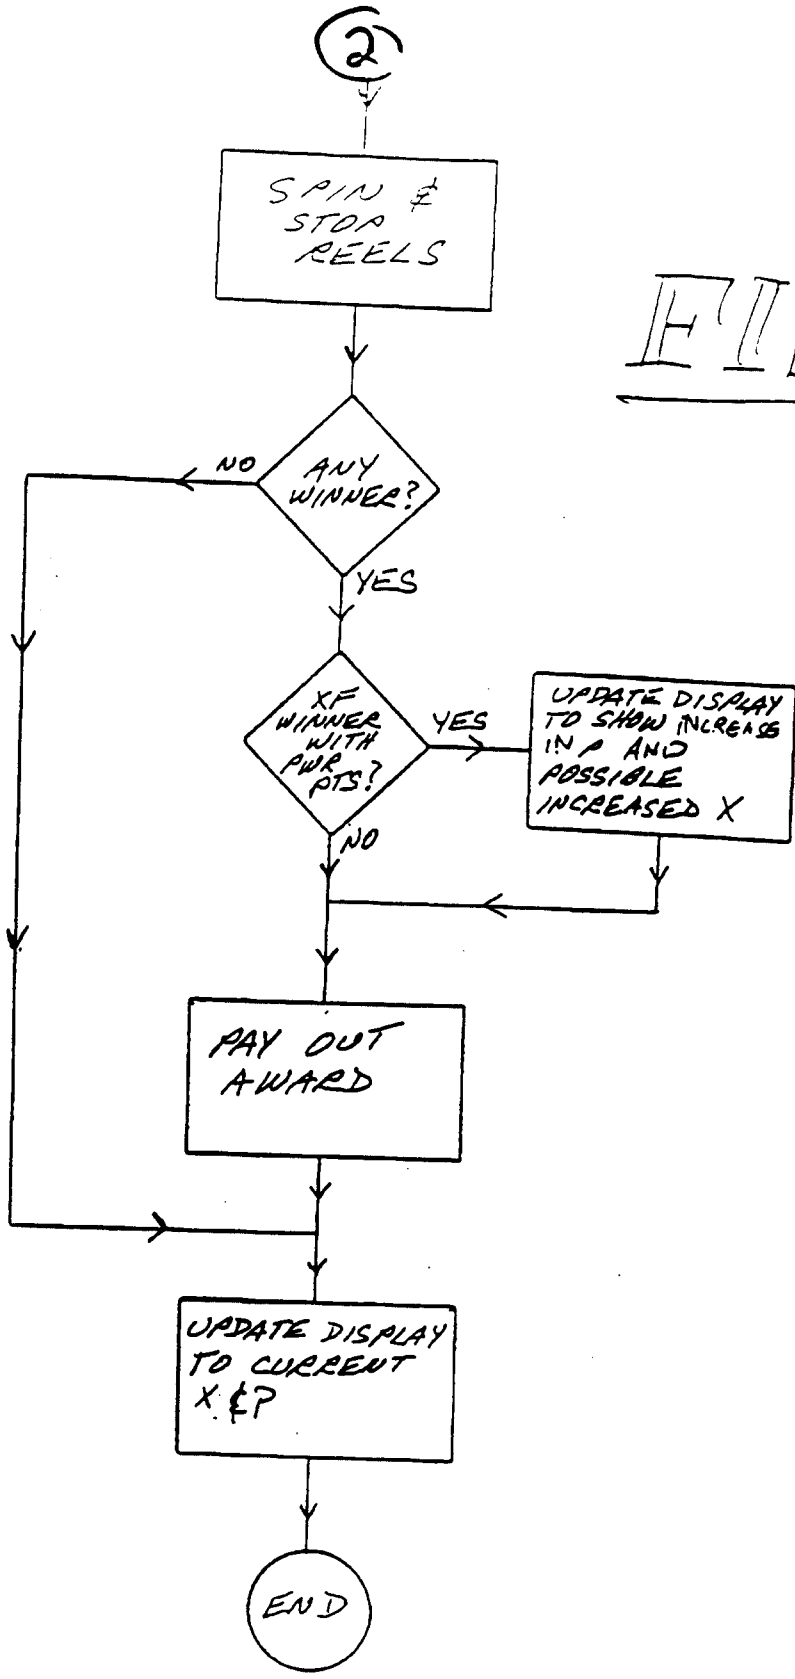 2
SPIN &
STOP
REELS
NO
ANY
WINNER?
YES
XF
WINNER
WITH
PWR
PTS?
YES
UPDATE DISPLAY
TO SHOW INCREASE
IN P AND
POSSIBLE
INCREASED X
NO
PAY OUT
AWARD
UPDATE DISPLAY
TO CURRENT
X & P
END